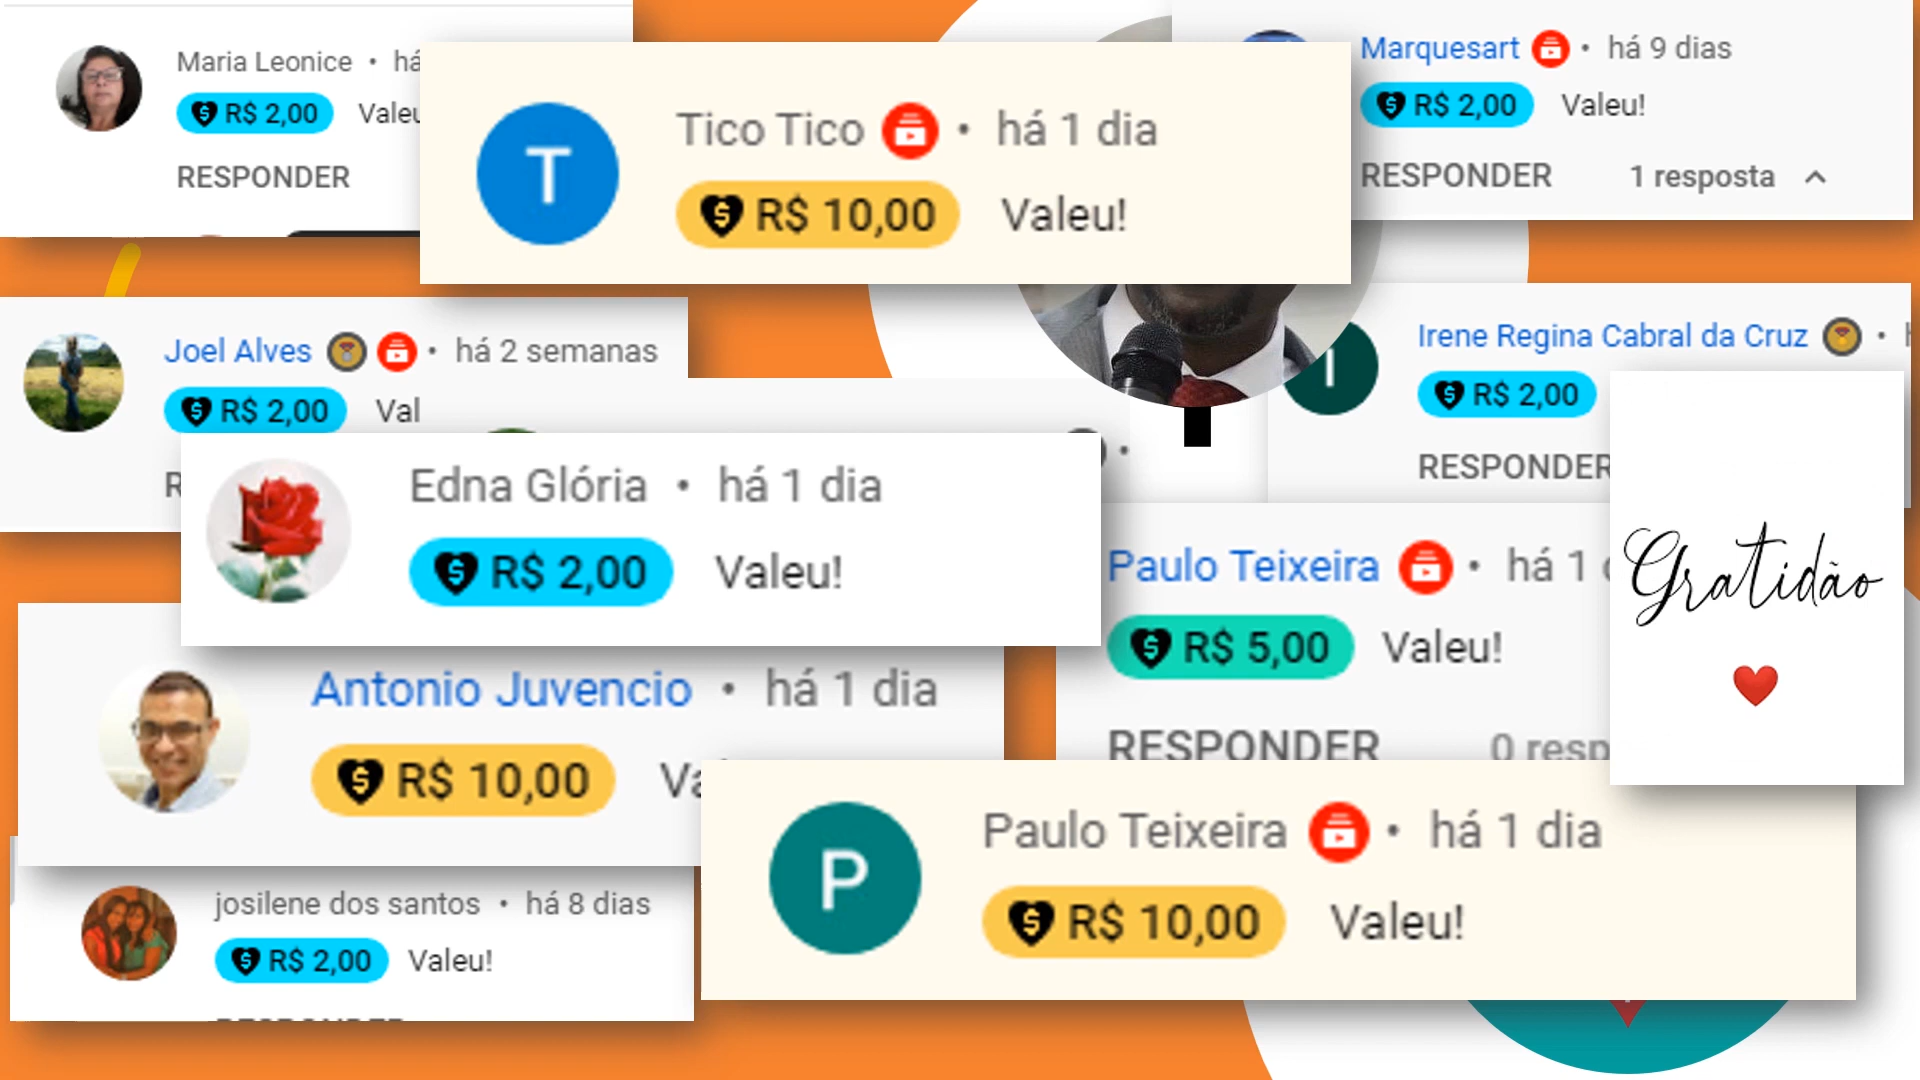 Maria Leonice • há
R$ 2,00 Valeu
RESPONDER
T
Tico Tico • há 1 dia
R$ 10,00 Valeu!
Marquesart • há 9 dias
R$ 2,00 Valeu!
RESPONDER 1 resposta
Joel Alves • há 2 semanas
R$ 2,00 Val
R
I
Irene Regina Cabral da Cruz •
R$ 2,00
RESPONDER
Edna Glória • há 1 dia
R$ 2,00 Valeu!
Paulo Teixeira • há 1
R$ 5,00 Valeu!
RESPONDER 0 resp
Gratidão
Antonio Juvencio • há 1 dia
R$ 10,00 Va
P
Paulo Teixeira • há 1 dia
R$ 10,00 Valeu!
josilene dos santos • há 8 dias
R$ 2,00 Valeu!